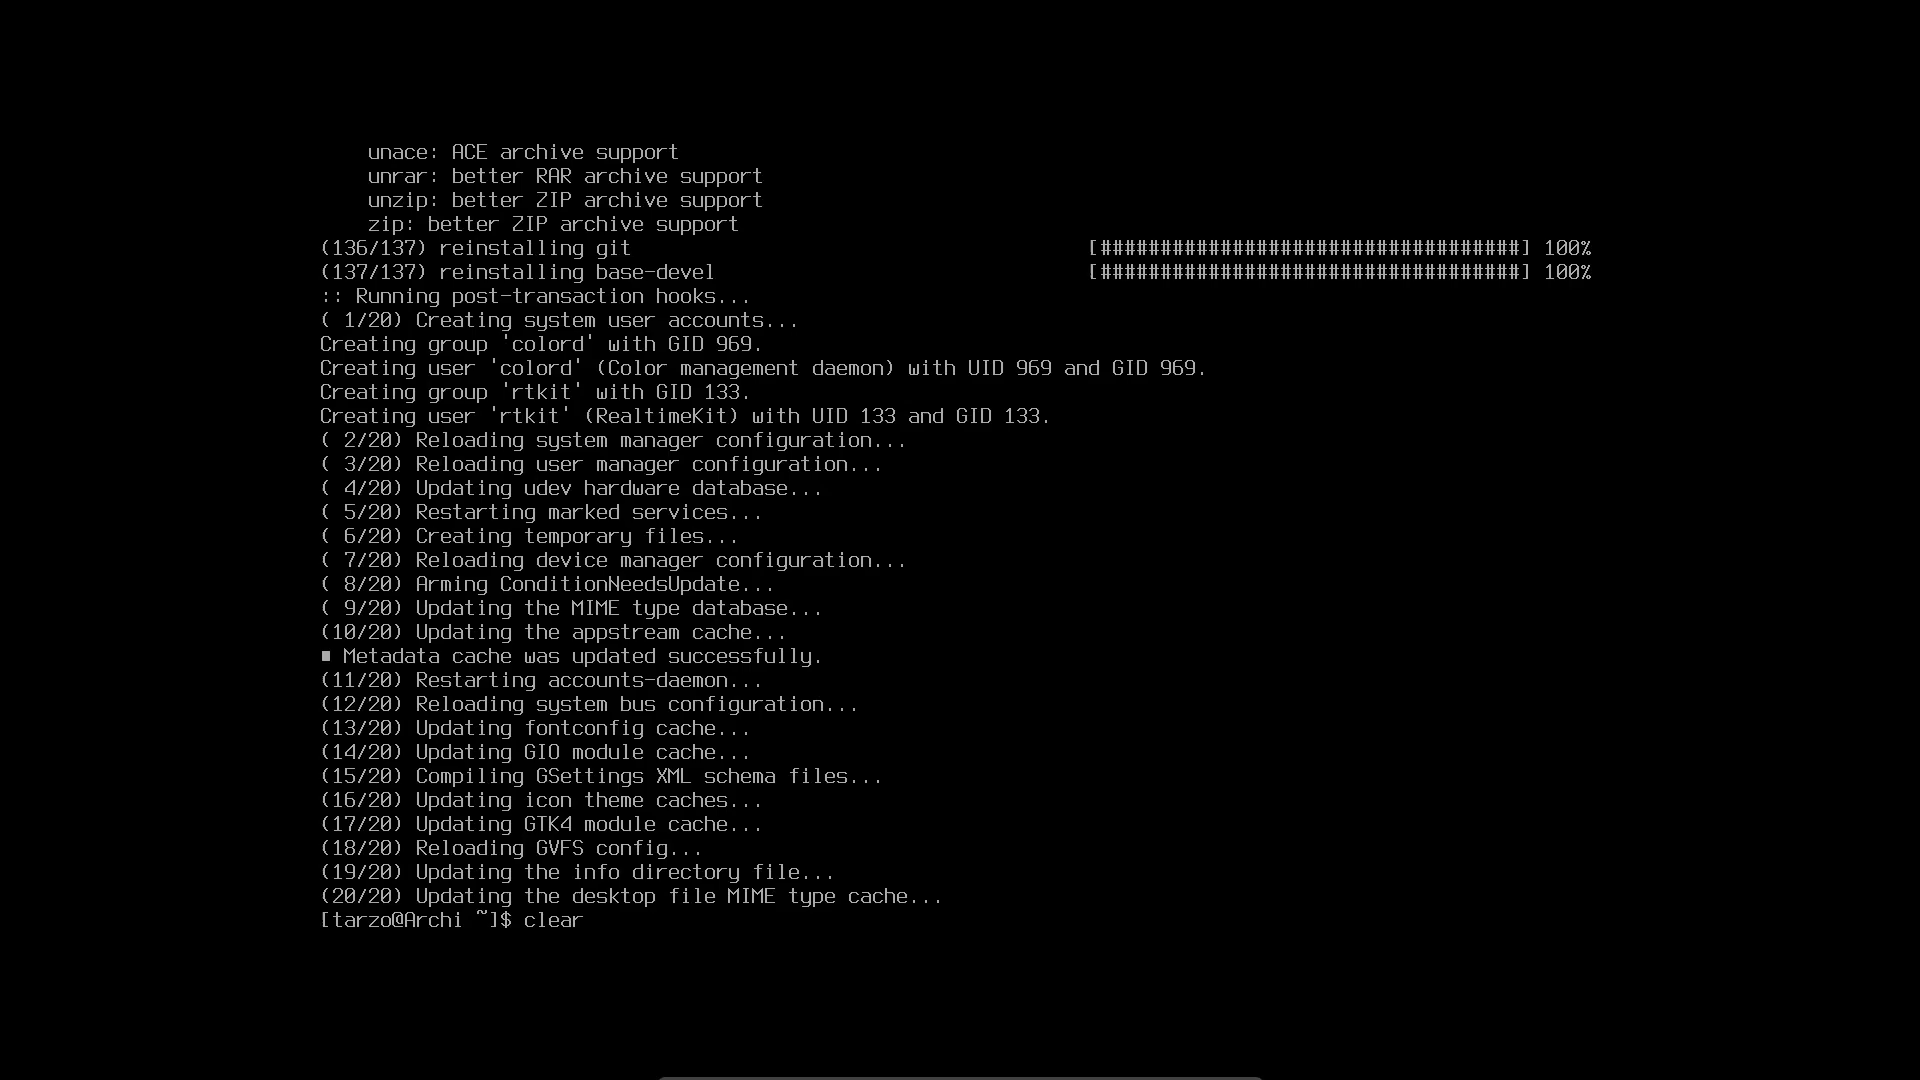 unace: ACE archive support
unrar: better RAR archive support
unzip: better ZIP archive support
zip: better ZIP archive support
(136/137) reinstalling git [###################################] 100%
(137/137) reinstalling base-devel [###################################] 100%
:: Running post-transaction hooks...
( 1/20) Creating system user accounts...
Creating group 'colord' with GID 969.
Creating user 'colord' (Color management daemon) with UID 969 and GID 969.
Creating group 'rtkit' with GID 133.
Creating user 'rtkit' (RealtimeKit) with UID 133 and GID 133.
( 2/20) Reloading system manager configuration...
( 3/20) Reloading user manager configuration...
( 4/20) Updating udev hardware database...
( 5/20) Restarting marked services...
( 6/20) Creating temporary files...
( 7/20) Reloading device manager configuration...
( 8/20) Arming ConditionNeedsUpdate...
( 9/20) Updating the MIME type database...
(10/20) Updating the appstream cache...
■ Metadata cache was updated successfully.
(11/20) Restarting accounts-daemon...
(12/20) Reloading system bus configuration...
(13/20) Updating fontconfig cache...
(14/20) Updating GIO module cache...
(15/20) Compiling GSettings XML schema files...
(16/20) Updating icon theme caches...
(17/20) Updating GTK4 module cache...
(18/20) Reloading GVFS config...
(19/20) Updating the info directory file...
(20/20) Updating the desktop file MIME type cache...
[tarzo@Archi ~]$ clear